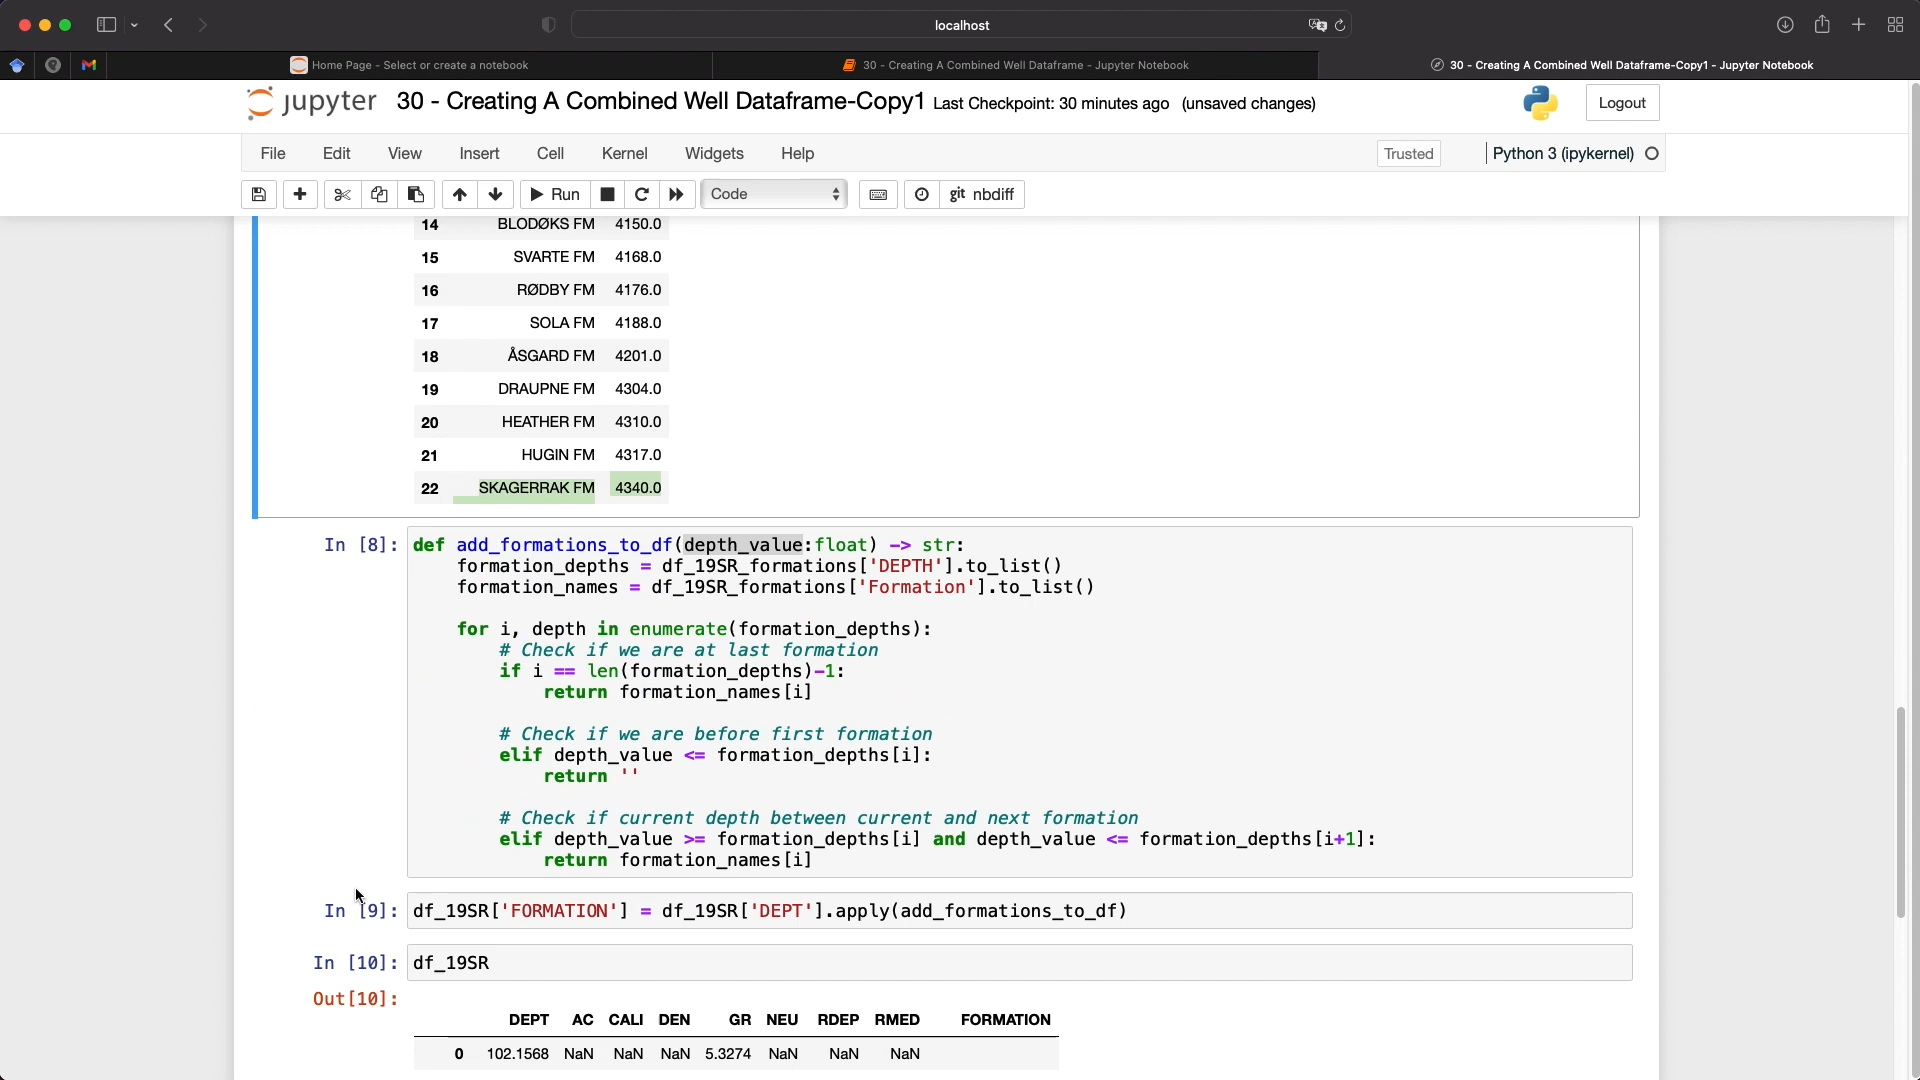 localhost
Home Page - Select or create a notebook
30 - Creating A Combined Well Dataframe - Jupyter Notebook
30 - Creating A Combined Well Dataframe-Copy1 - Jupyter Notebook
jupyter 30 - Creating A Combined Well Dataframe-Copy1 Last Checkpoint: 30 minutes ago (unsaved changes) Logout
File Edit View Insert Cell Kernel Widgets Help Trusted Python 3 (ipykernel)
Run Code git nbdiff
14 BLODØKS FM 4150.0
15 SVARTE FM 4168.0
16 RØDBY FM 4176.0
17 SOLA FM 4188.0
18 ÅSGARD FM 4201.0
19 DRAUPNE FM 4304.0
20 HEATHER FM 4310.0
21 HUGIN FM 4317.0
22 SKAGERRAK FM 4340.0
In [8]: def add_formations_to_df(depth_value:float) -> str:
formation_depths = df_19SR_formations['DEPTH'].to_list()
formation_names = df_19SR_formations['Formation'].to_list()
for i, depth in enumerate(formation_depths):
# Check if we are at last formation
if i == len(formation_depths)-1:
return formation_names[i]
# Check if we are before first formation
elif depth_value <= formation_depths[i]:
return ''
# Check if current depth between current and next formation
elif depth_value >= formation_depths[i] and depth_value <= formation_depths[i+1]:
return formation_names[i]
In [9]: df_19SR['FORMATION'] = df_19SR['DEPT'].apply(add_formations_to_df)
In [10]: df_19SR
Out[10]:
DEPT AC CALI DEN GR NEU RDEP RMED FORMATION
0 102.1568 NaN NaN NaN 5.3274 NaN NaN NaN